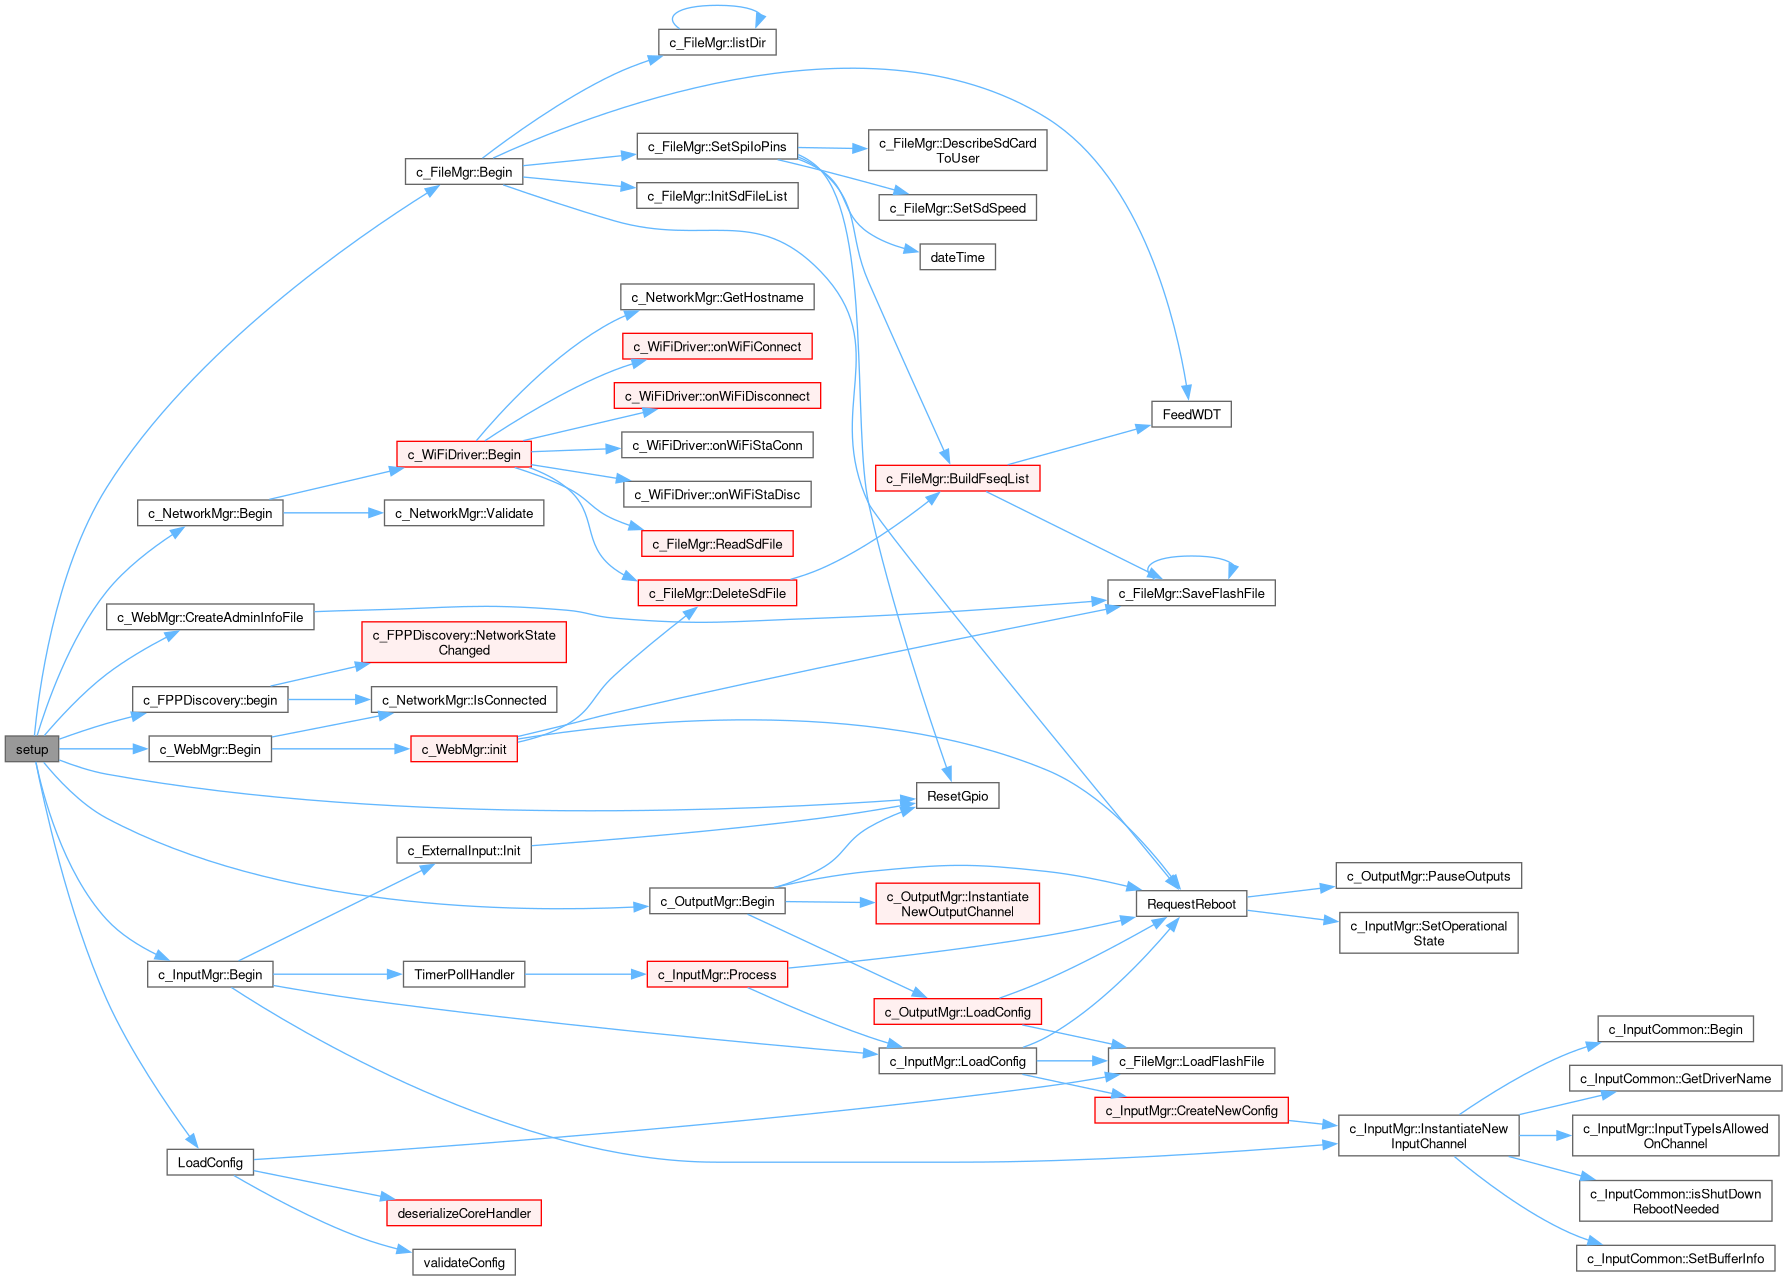 c_FileMgr::listDir
c_FileMgr::SetSpiIoPins
c_FileMgr::DescribeSdCard
ToUser
c_FileMgr::Begin
c_FileMgr::InitSdFileList
c_FileMgr::SetSdSpeed
dateTime
c_NetworkMgr::GetHostname
c_WiFiDriver::onWiFiConnect
c_WiFiDriver::onWiFiDisconnect
FeedWDT
c_WiFiDriver::onWiFiStaConn
c_WiFiDriver::Begin
c_FileMgr::BuildFseqList
c_WiFiDriver::onWiFiStaDisc
c_NetworkMgr::Begin
c_NetworkMgr::Validate
c_FileMgr::ReadSdFile
c_FileMgr::DeleteSdFile
c_FileMgr::SaveFlashFile
c_WebMgr::CreateAdminInfoFile
c_FPPDiscovery::NetworkState
Changed
c_FPPDiscovery::begin
c_NetworkMgr::IsConnected
setup
c_WebMgr::Begin
c_WebMgr::init
ResetGpio
c_ExternalInput::Init
c_OutputMgr::PauseOutputs
c_OutputMgr::Begin
c_OutputMgr::Instantiate
NewOutputChannel
RequestReboot
c_InputMgr::SetOperational
State
c_InputMgr::Begin
TimerPollHandler
c_InputMgr::Process
c_OutputMgr::LoadConfig
c_InputCommon::Begin
c_InputMgr::LoadConfig
c_FileMgr::LoadFlashFile
c_InputCommon::GetDriverName
c_InputMgr::CreateNewConfig
c_InputMgr::InstantiateNew
InputChannel
c_InputMgr::InputTypeIsAllowed
OnChannel
LoadConfig
c_InputCommon::isShutDown
RebootNeeded
deserializeCoreHandler
validateConfig
c_InputCommon::SetBufferInfo